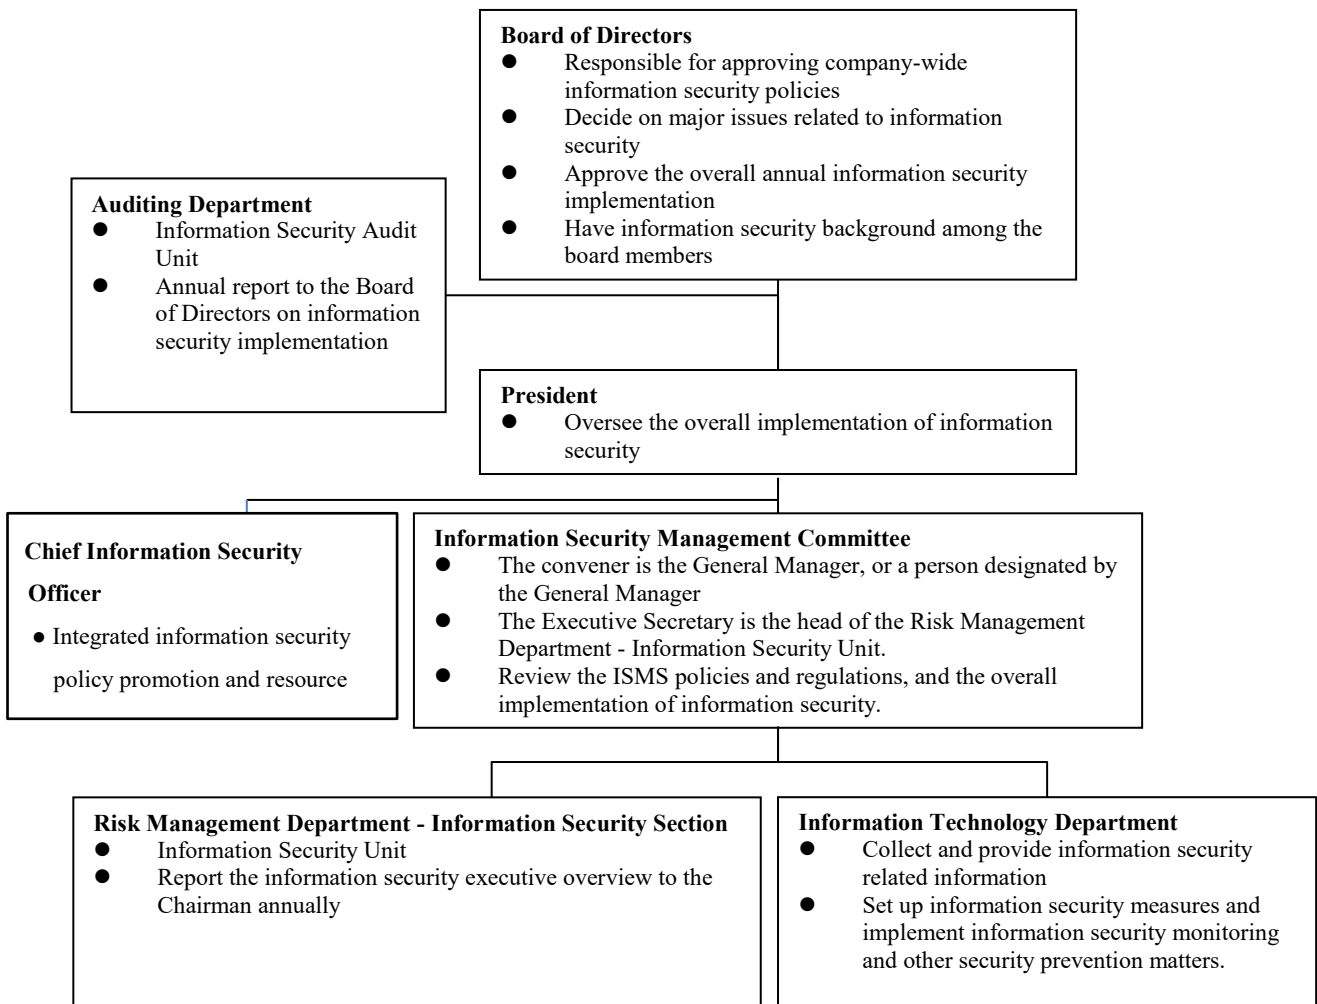 Board of Directors
● Responsible for approving company-wide
information security policies
● Decide on major issues related to information
security
● Approve the overall annual information security
implementation
● Have information security background among the
board members
Auditing Department
● Information Security Audit
Unit
● Annual report to the Board
of Directors on information
security implementation
President
● Oversee the overall implementation of information
security
Chief Information Security
Officer
● Integrated information security
policy promotion and resource
Information Security Management Committee
● The convener is the General Manager, or a person designated by
the General Manager
● The Executive Secretary is the head of the Risk Management
Department - Information Security Unit.
● Review the ISMS policies and regulations, and the overall
implementation of information security.
Risk Management Department - Information Security Section
● Information Security Unit
● Report the information security executive overview to the
Chairman annually
Information Technology Department
● Collect and provide information security
related information
● Set up information security measures and
implement information security monitoring
and other security prevention matters.